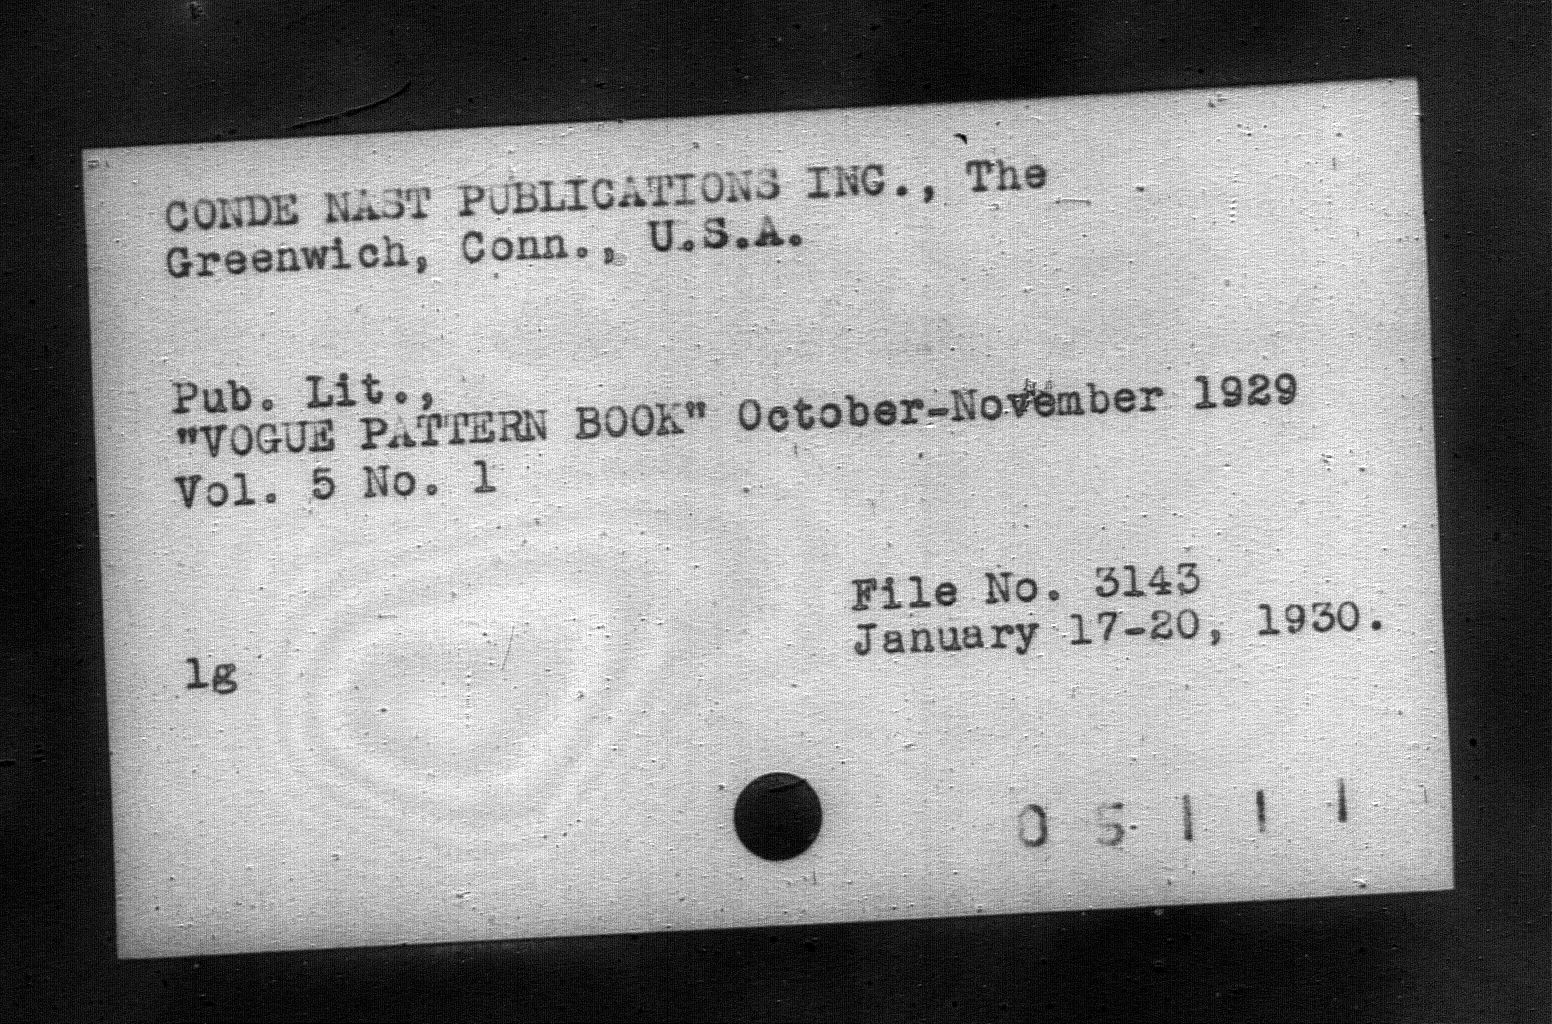 CONDE NAST PUBLICATIONS INC., The
Greenwich, Conn., U.S.A.
Pub. Lit.,
"VOGUE PATTERN BOOK" October-November 1929
Vol. 5 No. 1
File No. 3143
January 17-20, 1930.
lg
0 5 1 1 1